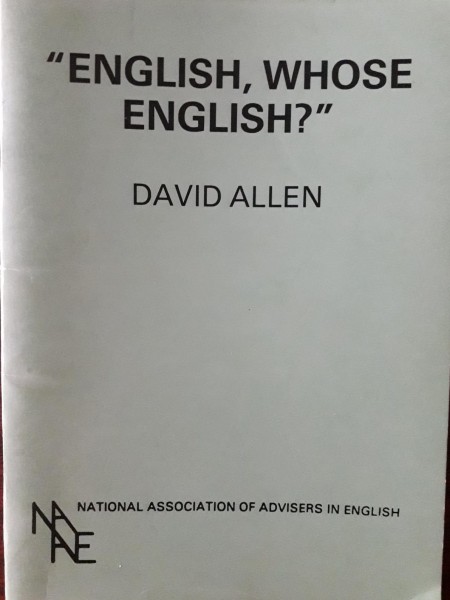 "ENGLISH, WHOSE
ENGLISH?"
DAVID ALLEN
NATIONAL ASSOCIATION OF ADVISERS IN ENGLISH
NAAE